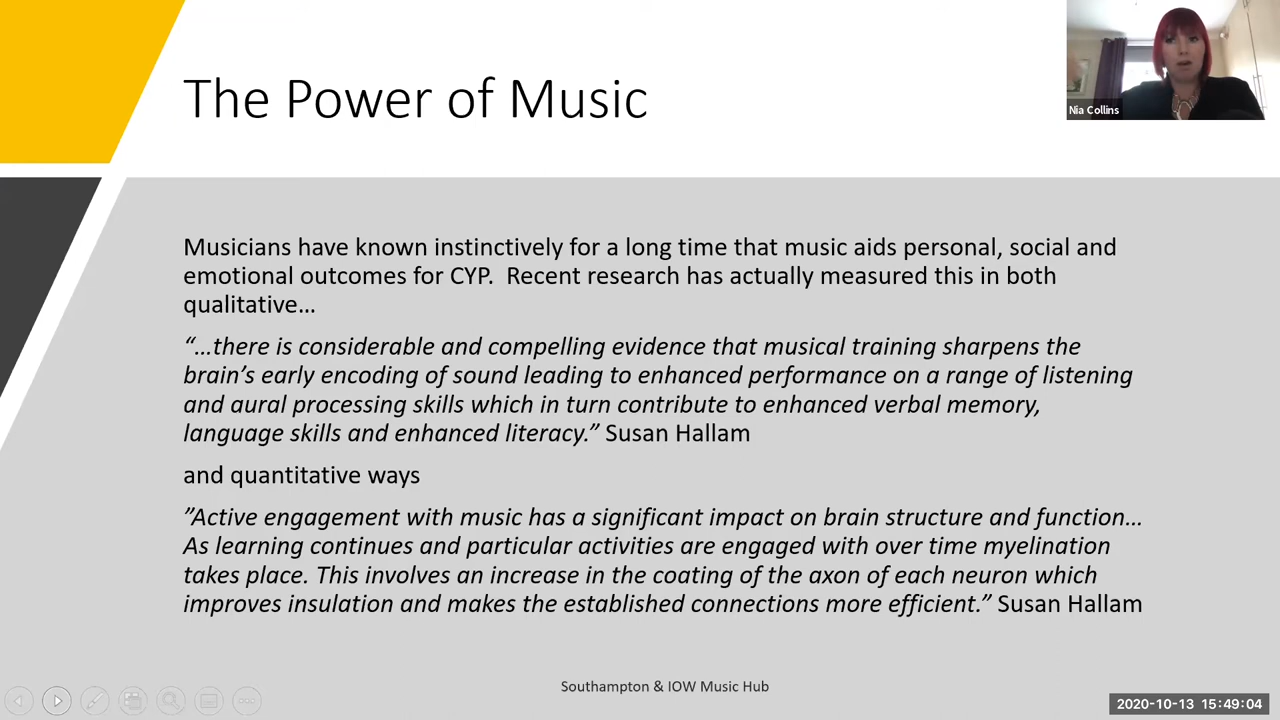 The Power of Music
Nia Collins
Musicians have known instinctively for a long time that music aids personal, social and
emotional outcomes for CYP.  Recent research has actually measured this in both
qualitative…
“…there is considerable and compelling evidence that musical training sharpens the
brain’s early encoding of sound leading to enhanced performance on a range of listening
and aural processing skills which in turn contribute to enhanced verbal memory,
language skills and enhanced literacy.” Susan Hallam
and quantitative ways
”Active engagement with music has a significant impact on brain structure and function…
As learning continues and particular activities are engaged with over time myelination
takes place. This involves an increase in the coating of the axon of each neuron which
improves insulation and makes the established connections more efficient.” Susan Hallam
Southampton & IOW Music Hub
2020-10-13 15:49:04